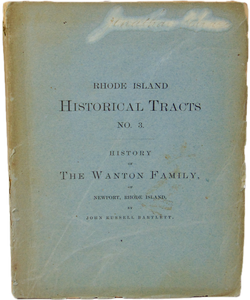 RHODE ISLAND
HISTORICAL TRACTS
NO. 3.
HISTORY
OF
THE WANTON FAMILY,
OF
NEWPORT, RHODE ISLAND,
BY
JOHN RUSSELL BARTLETT.